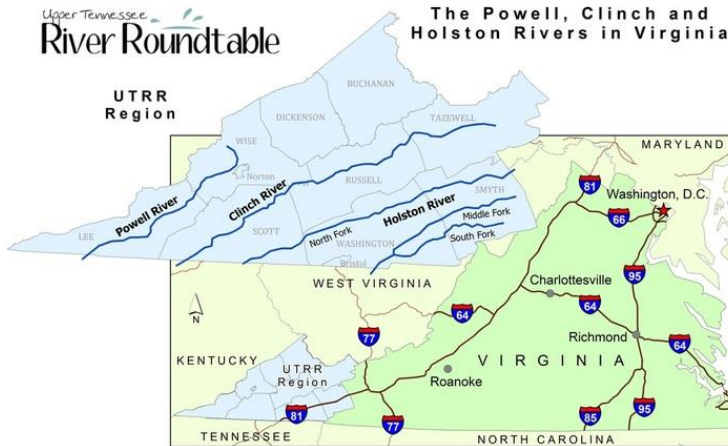 Upper Tennessee
River Roundtable
The Powell, Clinch and
Holston Rivers in Virginia
UTRR
Region
BUCHANAN
DICKENSON
TAZEWELL
WISE
Norton
RUSSELL
SMYTH
Powell River
Clinch River
Holston River
LEE
SCOTT
North Fork
Middle Fork
South Fork
WASHINGTON
Bristol
MARYLAND
81
Washington, D.C.
66
WEST VIRGINIA
95
Charlottesville
N
64
64
77
Richmond
64
KENTUCKY
UTRR
Region
VIRGINIA
Roanoke
81
77
85
95
TENNESSEE
NORTH CAROLINA